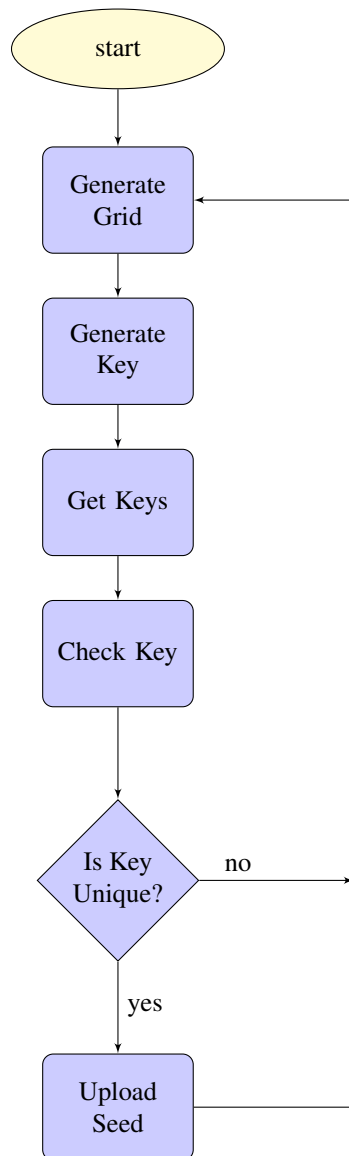 start
Generate
Grid
Generate
Key
Get Keys
Check Key
Is Key
Unique?
no
yes
Upload
Seed